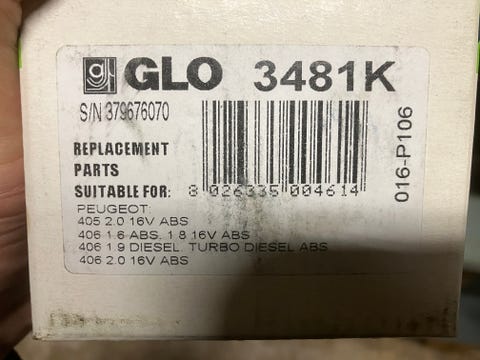 GLO 3481K
S/N 379676070
REPLACEMENT
PARTS
SUITABLE FOR:
8 026335 004614
016-P106
PEUGEOT:
405 2.0 16V ABS
406 1.6 ABS. 1.8 16V ABS
406 1.9 DIESEL. TURBO DIESEL ABS
406 2.0 16V ABS